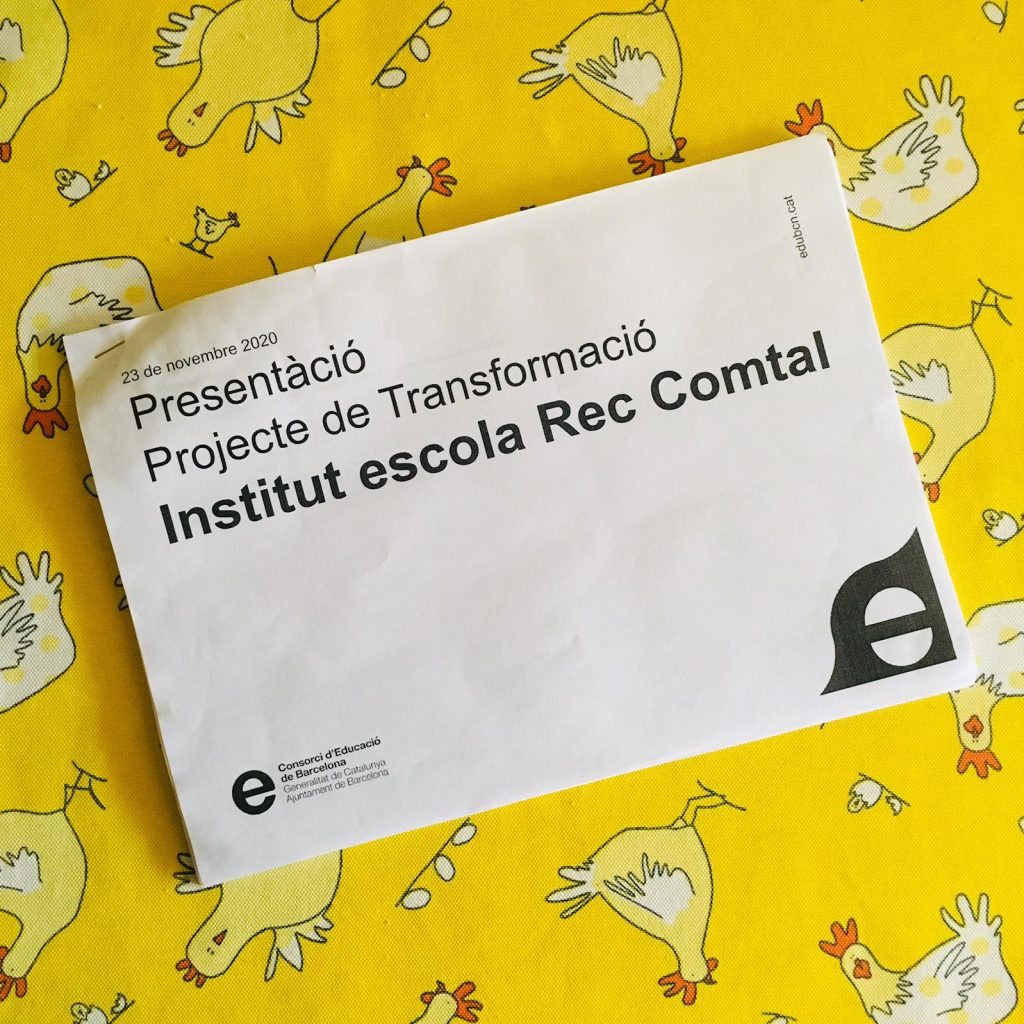 edubcn.cat
23 de novembre 2020
Presentàció
Projecte de Transformació
Institut escola Rec Comtal
e
e
Consorci d'Educació
de Barcelona
Generalitat de Catalunya
Ajuntament de Barcelona